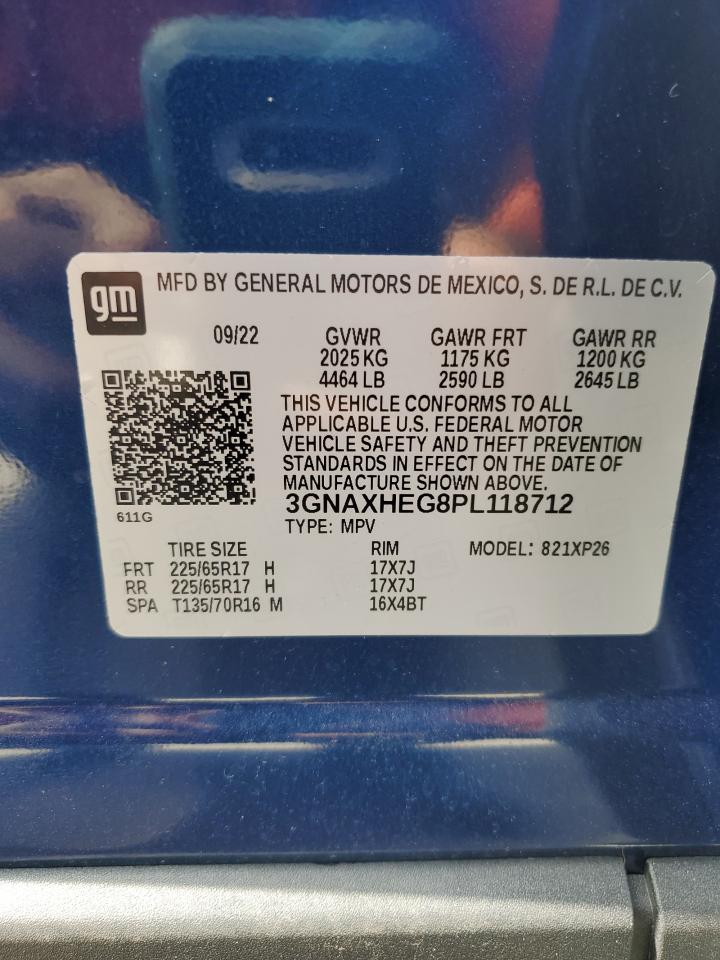 gm MFD BY GENERAL MOTORS DE MEXICO, S. DE R.L. DE C.V.
09/22 GVWR GAWR FRT GAWR RR
2025 KG 1175 KG 1200 KG
4464 LB 2590 LB 2645 LB
THIS VEHICLE CONFORMS TO ALL
APPLICABLE U.S. FEDERAL MOTOR
VEHICLE SAFETY AND THEFT PREVENTION
STANDARDS IN EFFECT ON THE DATE OF
MANUFACTURE SHOWN ABOVE.
3GNAXHEG8PL118712
611G
TYPE: MPV
TIRE SIZE RIM MODEL: 821XP26
FRT 225/65R17 H 17X7J
RR 225/65R17 H 17X7J
SPA T135/70R16 M 16X4BT